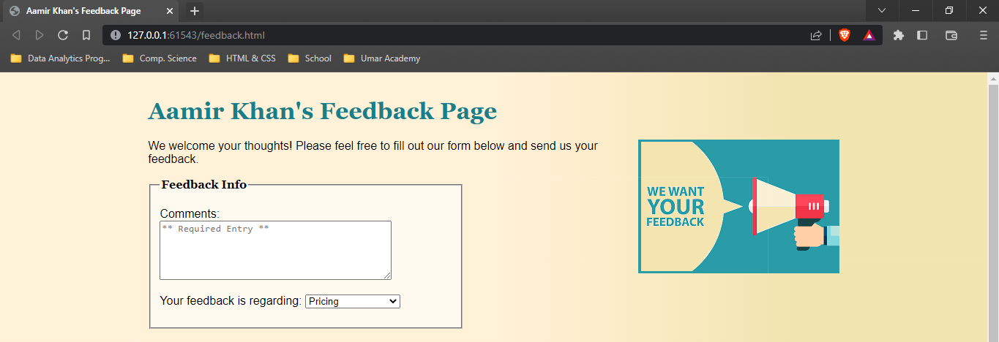 Aamir Khan's Feedback Page
127.0.0.1:61543/feedback.html
Data Analytics Prog... Comp. Science HTML & CSS School Umar Academy
Aamir Khan's Feedback Page
We welcome your thoughts! Please feel free to fill out our form below and send us your
feedback.
WE WANT
YOUR
FEEDBACK
Feedback Info
Comments:
** Required Entry **
Your feedback is regarding: Pricing